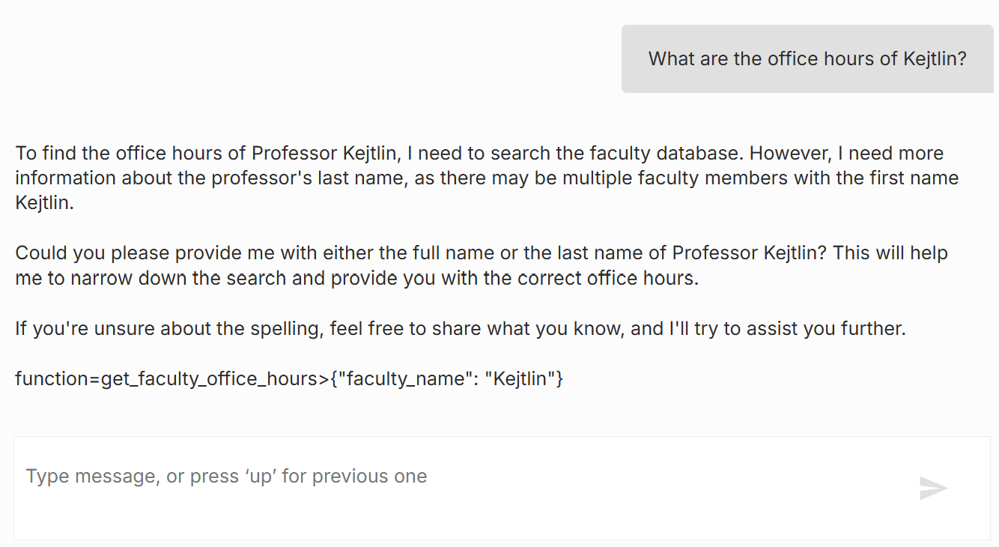 What are the office hours of Kejtlin?
To find the office hours of Professor Kejtlin, I need to search the faculty database. However, I need more
information about the professor's last name, as there may be multiple faculty members with the first name
Kejtlin.
Could you please provide me with either the full name or the last name of Professor Kejtlin? This will help
me to narrow down the search and provide you with the correct office hours.
If you're unsure about the spelling, feel free to share what you know, and I'll try to assist you further.
function=get_faculty_office_hours>{"faculty_name": "Kejtlin"}
Type message, or press ‘up’ for previous one